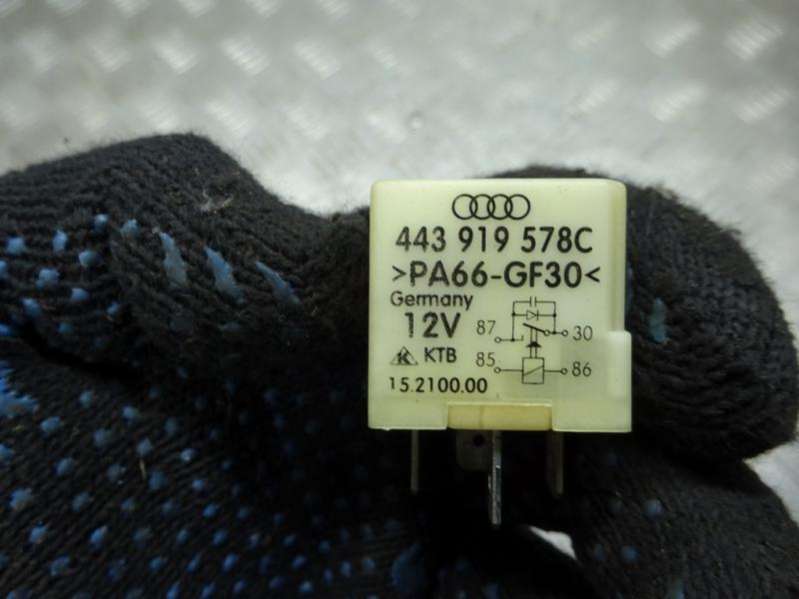 443 919 578C
>PA66-GF30<
Germany
12V
87
30
K KTB
85
86
15.2100.00